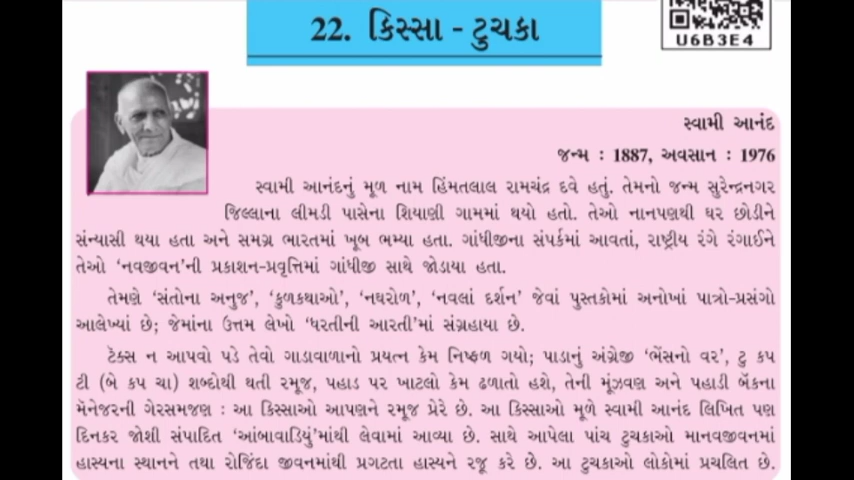 22. કિસ્સા - ટુચકા
U6B3E4
સ્વામી આનંદ
જન્મ : 1887, અવસાન : 1976
સ્વામી આનંદનું મૂળ નામ હિંમતલાલ રામચંદ્ર દવે હતું. તેમનો જન્મ સુરેન્દ્રનગર
જિલ્લાના લીમડી પાસેના શિયાણી ગામમાં થયો હતો. તેઓ નાનપણથી ઘર છોડીને
સંન્યાસી થયા હતા અને સમગ્ર ભારતમાં ખૂબ ભમ્યા હતા. ગાંધીજીના સંપર્કમાં આવતાં, રાષ્ટ્રીય રંગે રંગાઈને
તેઓ ‘નવજીવન’ની પ્રકાશન-પ્રવૃત્તિમાં ગાંધીજી સાથે જોડાયા હતા.
તેમણે ‘સંતોના અનુજ’, ‘કુળકથાઓ’, ‘નઘરોળ’, ‘નવલાં દર્શન’ જેવાં પુસ્તકોમાં અનોખાં પાત્રો-પ્રસંગો
આલેખ્યાં છે; જેમાંના ઉત્તમ લેખો ‘ધરતીની આરતી’માં સંગ્રહાયા છે.
ટૅક્સ ન આપવો પડે તેવો ગાડાવાળાનો પ્રયત્ન કેમ નિષ્ફળ ગયો; પાડાનું અંગ્રેજી ‘ભેંસનો વર’, ટુ કપ
ટી (બે કપ ચા) શબ્દોથી થતી રમૂજ, પહાડ પર ખાટલો કેમ ઢળાતો હશે, તેની મૂંઝવણ અને પહાડી બૅંકના
મૅનેજરની ગેરસમજણ : આ કિસ્સાઓ આપણને રમૂજ પ્રેરે છે. આ કિસ્સાઓ મૂળે સ્વામી આનંદ લિખિત પણ
દિનકર જોશી સંપાદિત ‘આંબાવાડિયું’માંથી લેવામાં આવ્યા છે. સાથે આપેલા પાંચ ટુચકાઓ માનવજીવનમાં
હાસ્યના સ્થાનને તથા રોજિંદા જીવનમાંથી પ્રગટતા હાસ્યને રજૂ કરે છે. આ ટુચકાઓ લોકોમાં પ્રચલિત છે.